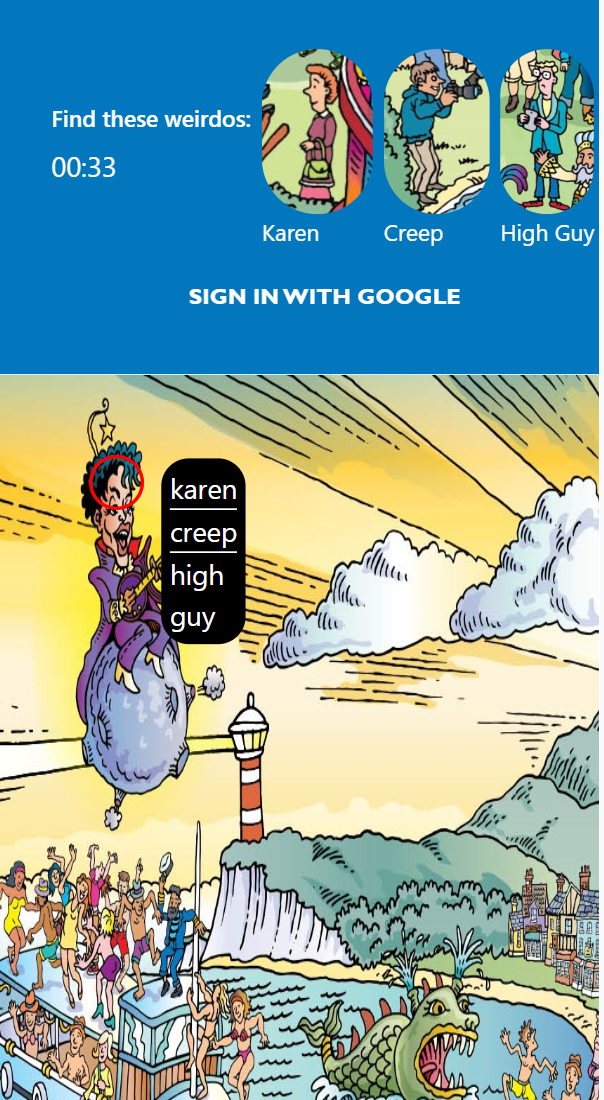 Find these weirdos:
00:33
Karen
Creep
High Guy
SIGN IN WITH GOOGLE
karen
creep
high
guy